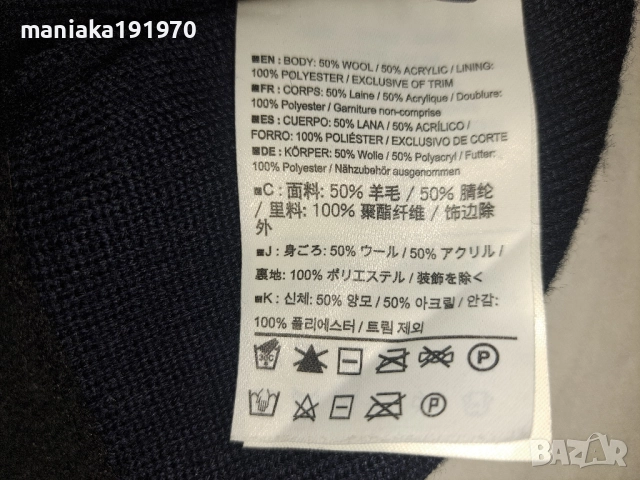 maniaka191970
■EN : BODY: 50% WOOL / 50% ACRYLIC / LINING:
100% POLYESTER / EXCLUSIVE OF TRIM
■FR : CORPS: 50% Laine / 50% Acrylique / Doublure:
100% Polyester / Garniture non-comprise
■ES : CUERPO: 50% LANA / 50% ACRÍLICO /
FORRO: 100% POLIÉSTER / EXCLUSIVO DE CORTE
■DE : KÖRPER: 50% Wolle / 50% Polyacryl / Futter:
100% Polyester / Nähzubehör ausgenommen
■C : 面料: 50% 羊毛 / 50% 腈纶
/ 里料: 100% 聚酯纤维 / 饰边除
外
■J : 身ごろ: 50% ウール / 50% アクリル /
裏地: 100% ポリエステル / 装飾を除く
■K : 신체: 50% 양모 / 50% 아크릴 / 안감:
100% 폴리에스터 / 트림 제외
P
P
BAZAR